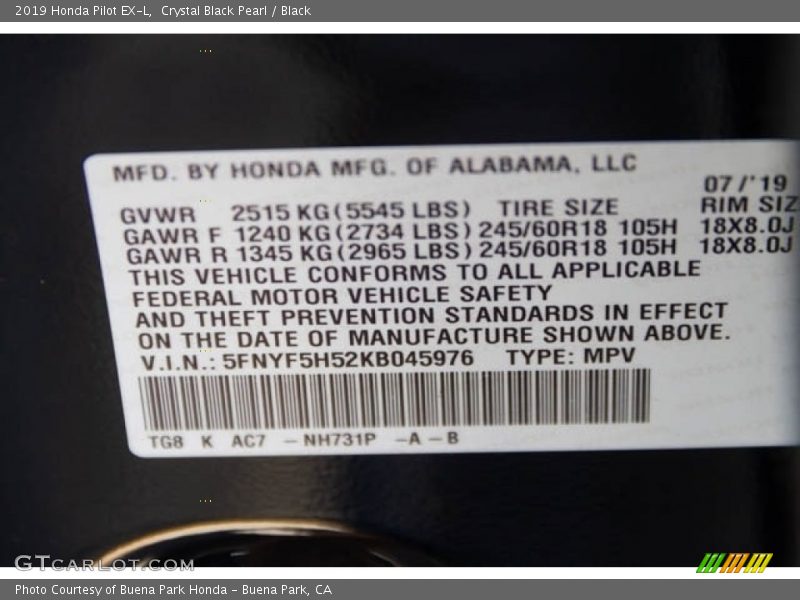 2019 Honda Pilot EX-L, Crystal Black Pearl / Black
MFD. BY HONDA MFG. OF ALABAMA, LLC
07/'19
GVWR 2515 KG(5545 LBS) TIRE SIZE RIM SIZ
GAWR F 1240 KG(2734 LBS) 245/60R18 105H 18X8.0J
GAWR R 1345 KG(2965 LBS) 245/60R18 105H 18X8.0J
THIS VEHICLE CONFORMS TO ALL APPLICABLE
FEDERAL MOTOR VEHICLE SAFETY
AND THEFT PREVENTION STANDARDS IN EFFECT
ON THE DATE OF MANUFACTURE SHOWN ABOVE.
V.I.N.: 5FNYF5H52KB045976 TYPE: MPV
TG8 K AC7 - NH731P -A-B
GTCARLOT.COM
Photo Courtesy of Buena Park Honda - Buena Park, CA